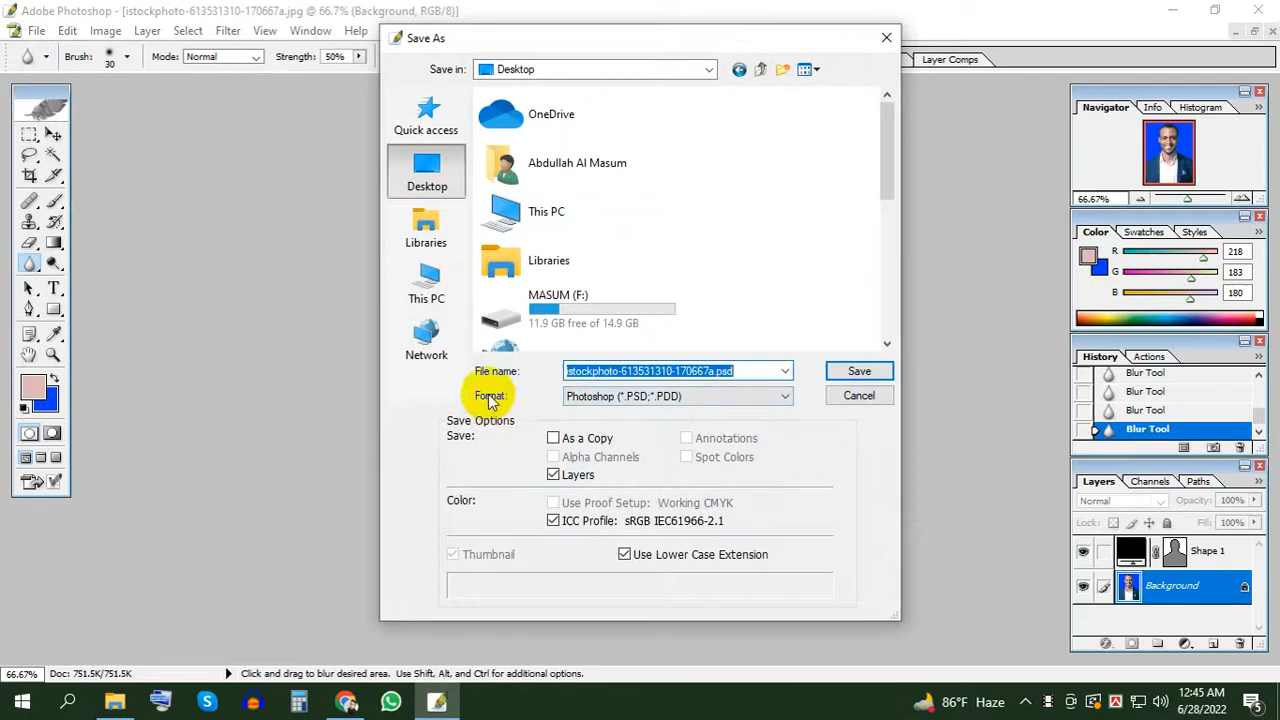 Adobe Photoshop - [istockphoto-613531310-170667a.jpg @ 66.7% (Background, RGB/8)]
File Edit Image Layer Select Filter View Window Help
Brush: 30 Mode: Normal Strength: 50%
Layer Comps
Save As
Save in: Desktop
Quick access
Desktop
Libraries
This PC
Network
OneDrive
Abdullah Al Masum
This PC
Libraries
MASUM (F:)
11.9 GB free of 14.9 GB
File name: istockphoto-613531310-170667a.psd Save
Format: Photoshop (*.PSD;*.PDD) Cancel
Save Options
Save: As a Copy Annotations
Alpha Channels Spot Colors
Layers
Color: Use Proof Setup: Working CMYK
ICC Profile: sRGB IEC61966-2.1
Thumbnail Use Lower Case Extension
Navigator Info Histogram
66.67%
Color Swatches Styles
R 218
G 183
B 180
History Actions
Blur Tool
Blur Tool
Blur Tool
Blur Tool
Layers Channels Paths
Normal Opacity: 100%
Lock: Fill: 100%
Shape 1
Background
66.67% Doc: 751.5K/751.5K Click and drag to blur desired area. Use Shift, Alt, and Ctrl for additional options.
86°F Haze
12:45 AM
6/28/2022
5